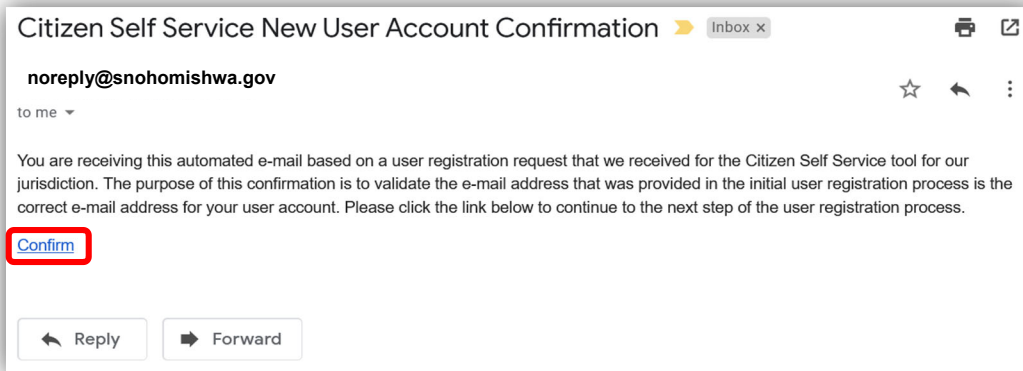 Citizen Self Service New User Account Confirmation Inbox x
noreply@snohomishwa.gov
to me
You are receiving this automated e-mail based on a user registration request that we received for the Citizen Self Service tool for our
jurisdiction. The purpose of this confirmation is to validate the e-mail address that was provided in the initial user registration process is the
correct e-mail address for your user account. Please click the link below to continue to the next step of the user registration process.
Confirm
Reply Forward